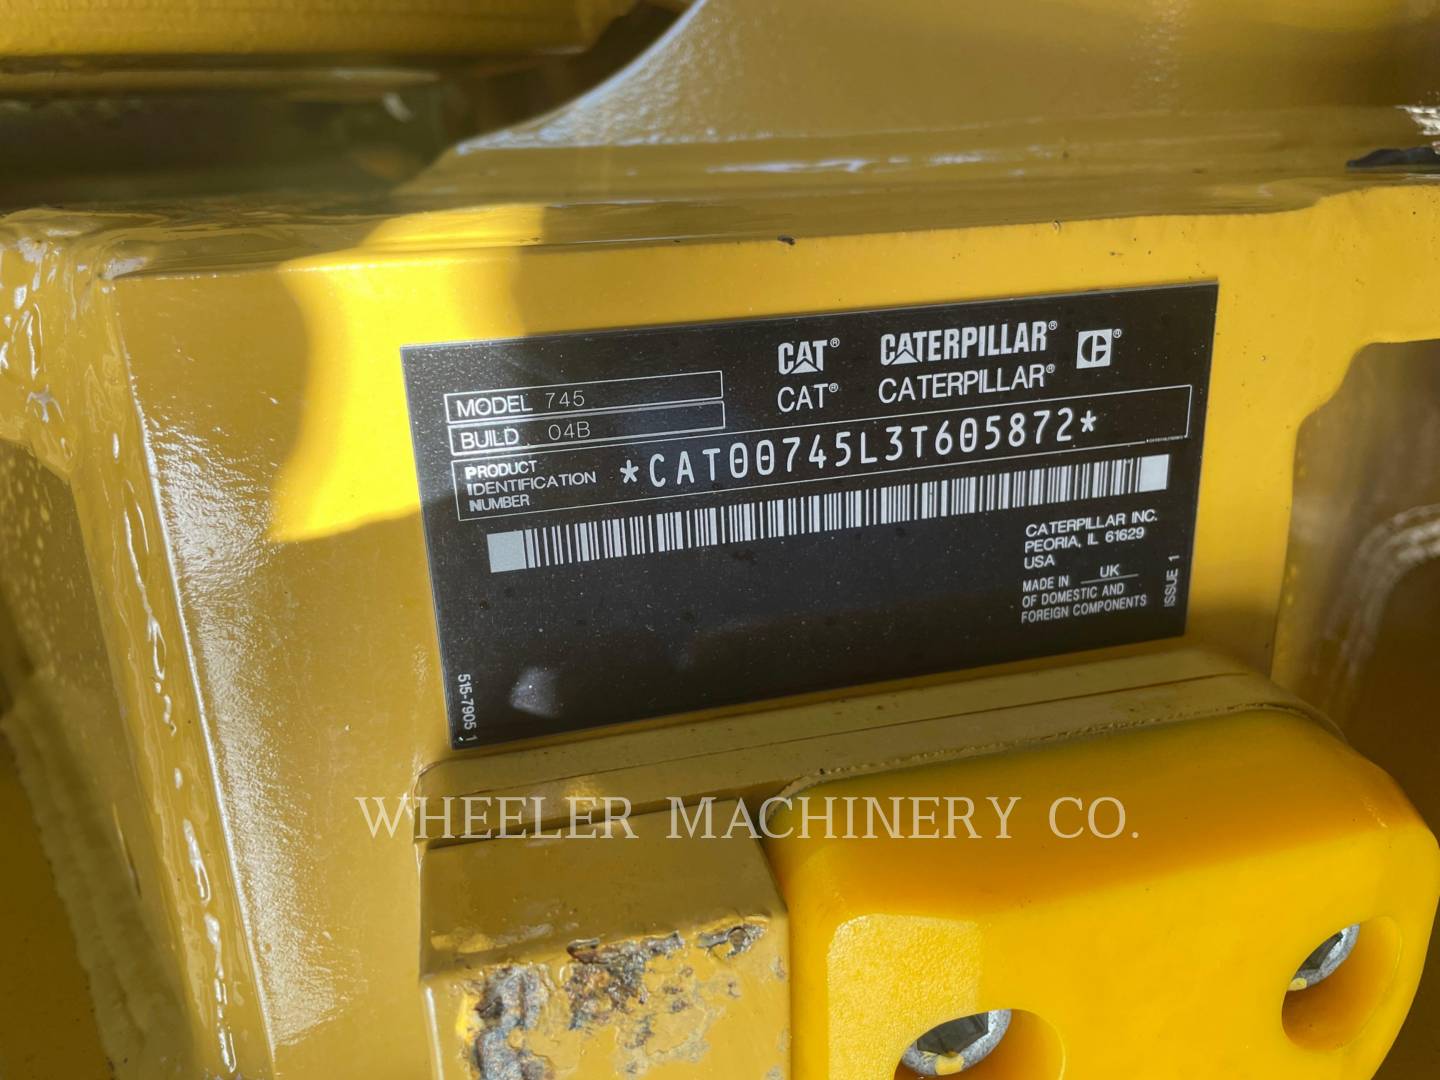 CAT® CATERPILLAR® C®
CAT® CATERPILLAR®
MODEL 745
BUILD 04B
PRODUCT
IDENTIFICATION
NUMBER
*CAT00745L3T605872*
CATERPILLAR INC.
PEORIA, IL 61629
USA
MADE IN UK
OF DOMESTIC AND
FOREIGN COMPONENTS
ISSUE 1
515-7905 1
WHEELER MACHINERY CO.